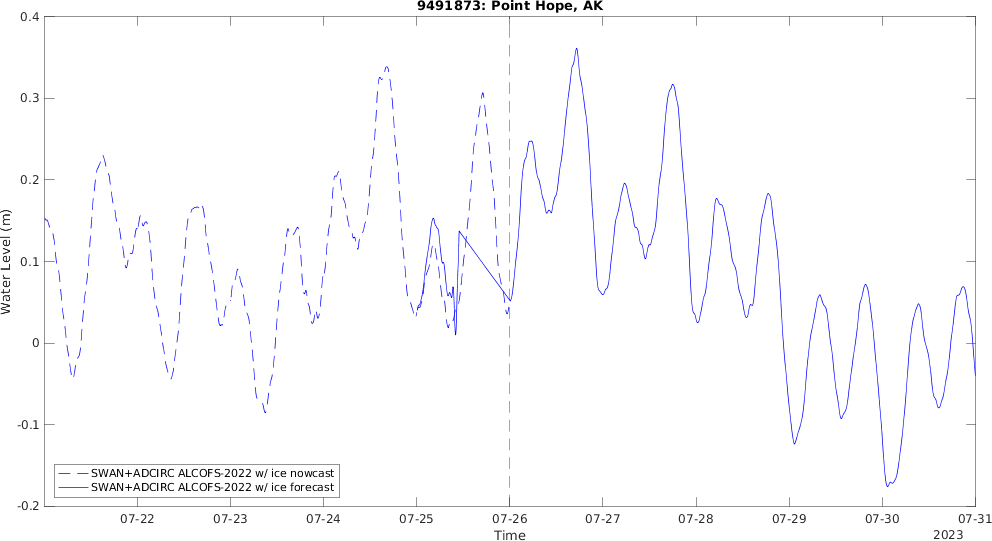 9491873: Point Hope, AK
Water Level (m)
0.4
0.3
0.2
0.1
0
-0.1
-0.2
SWAN+ADCIRC ALCOFS-2022 w/ ice nowcast
SWAN+ADCIRC ALCOFS-2022 w/ ice forecast
07-22 07-23 07-24 07-25 07-26 07-27 07-28 07-29 07-30 07-31
Time
2023